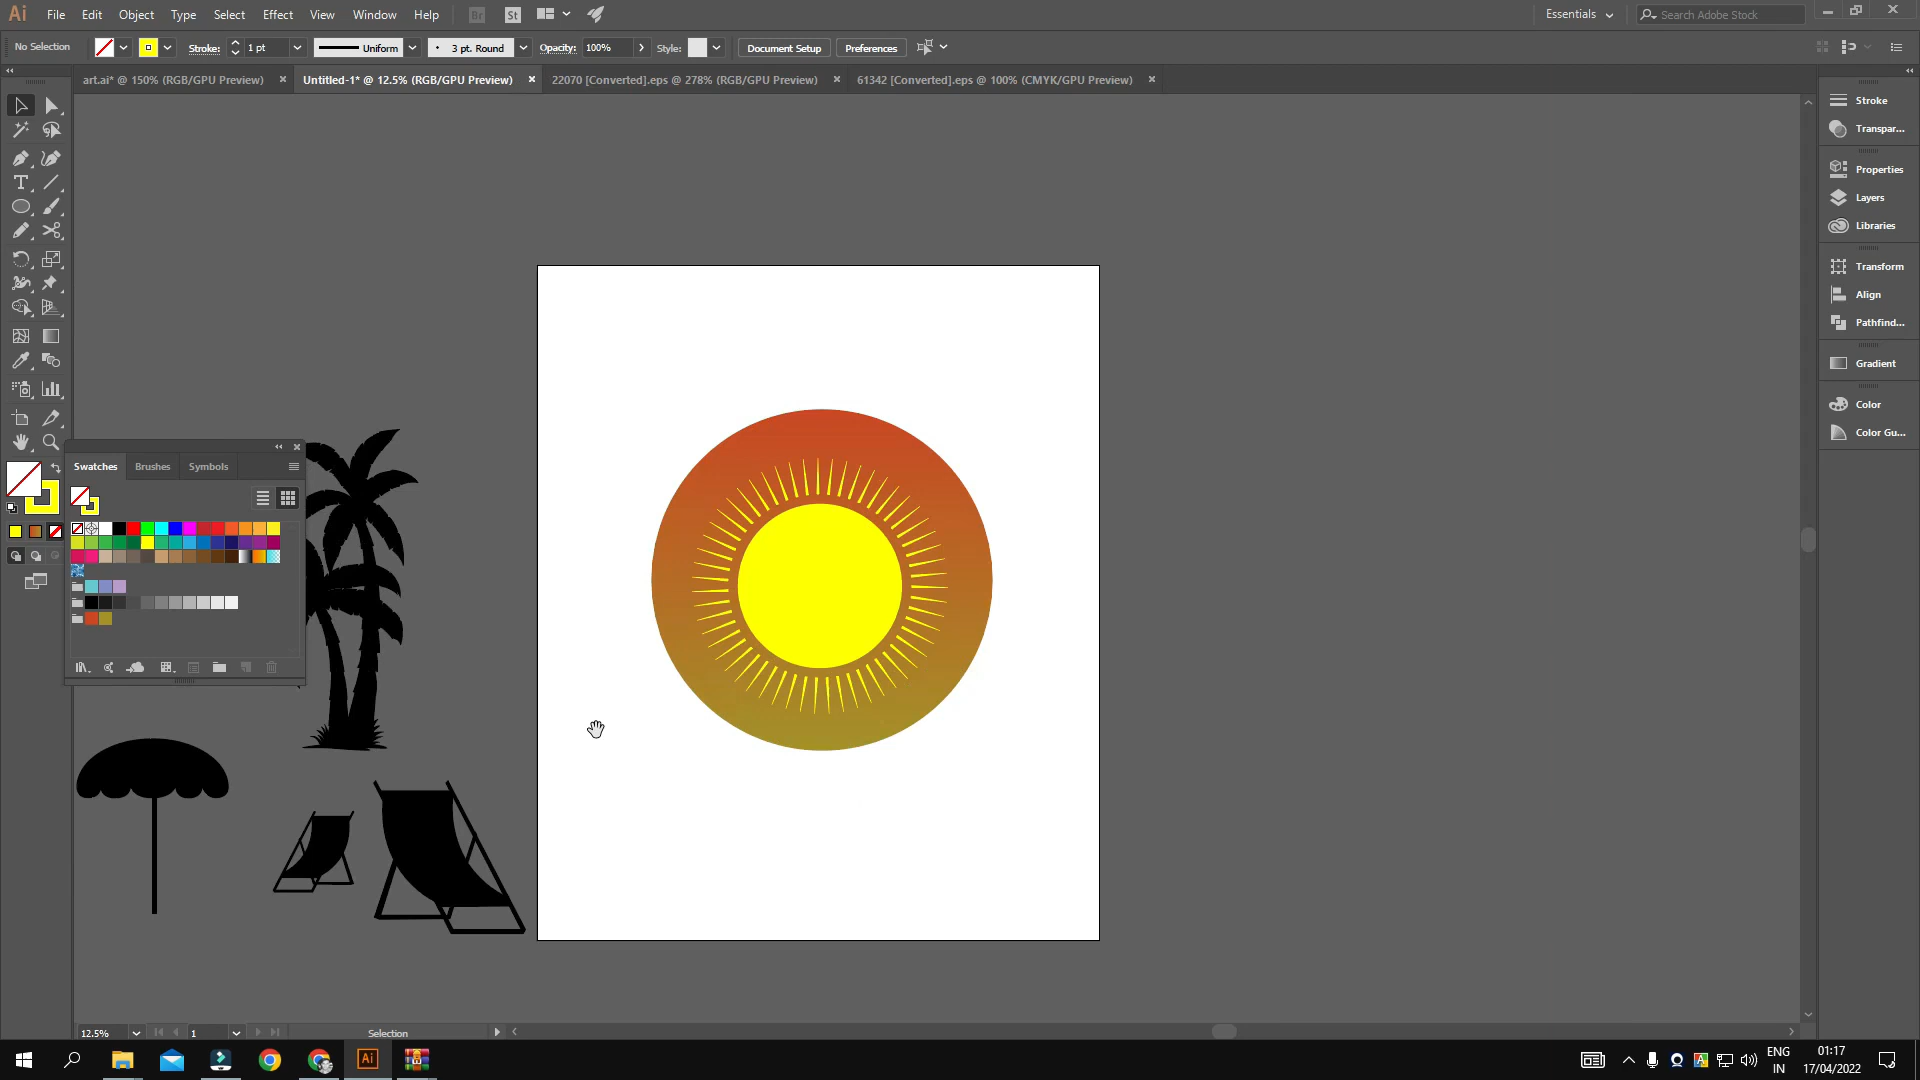 Ai File Edit Object Type Select Effect View Window Help Br St Essentials Search Adobe Stock
No Selection Stroke: 1 pt Uniform 3 pt. Round Opacity: 100% Style: Document Setup Preferences
art.ai* @ 150% (RGB/GPU Preview) Untitled-1* @ 12.5% (RGB/GPU Preview) 22070 [Converted].eps @ 278% (RGB/GPU Preview) 61342 [Converted].eps @ 100% (CMYK/GPU Preview)
Stroke
Transpar...
Properties
Layers
Libraries
Transform
Align
Pathfind...
Gradient
Color
Color Gu...
Swatches Brushes Symbols
12.5% 1 Selection
Ai
ENG
IN
01:17
17/04/2022